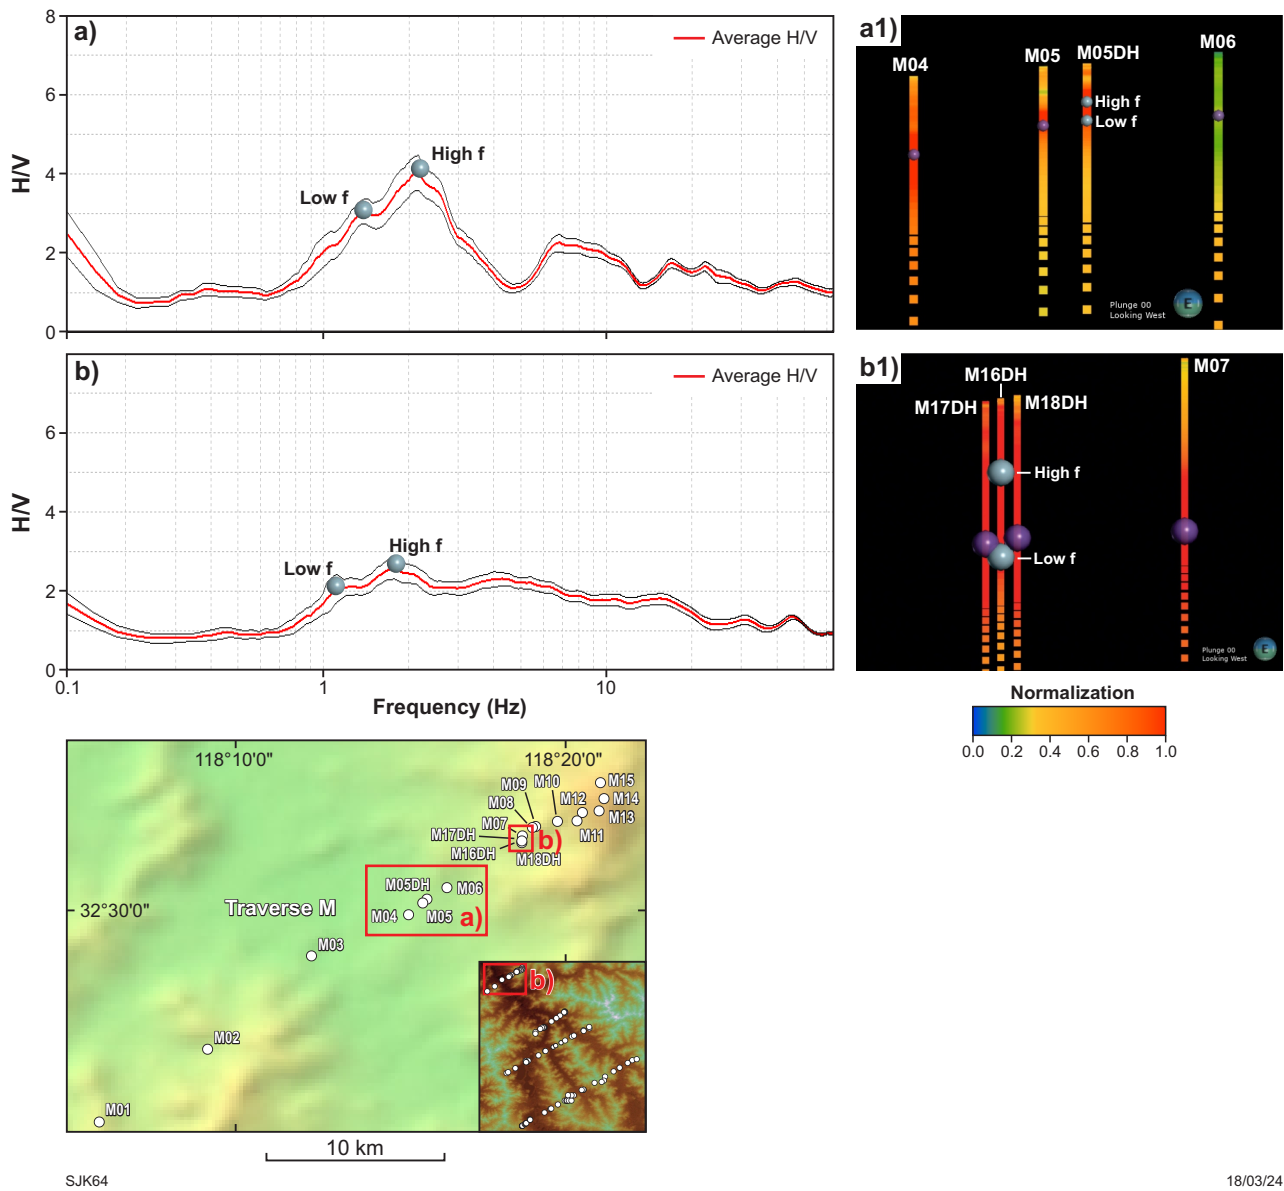 a)
8
6
4
2
0
H/V
Average H/V
Low f
High f
a1)
M04
M05
M05DH
M06
High f
Low f
Plunge 00
Looking West
E
b)
6
4
2
0
H/V
Average H/V
Low f
High f
0.1
1
10
Frequency (Hz)
b1)
M17DH
M16DH
M18DH
M07
High f
Low f
Plunge 00
Looking West
E
Normalization
0.0 0.2 0.4 0.6 0.8 1.0
118°10'0"
118°20'0"
32°30'0"
M15
M14
M13
M12
M11
M10
M09
M08
M07
M17DH
M16DH
M18DH
b)
M05DH
M06
M04
M05
a)
Traverse M
M03
M02
M01
b)
10 km
SJK64
18/03/24